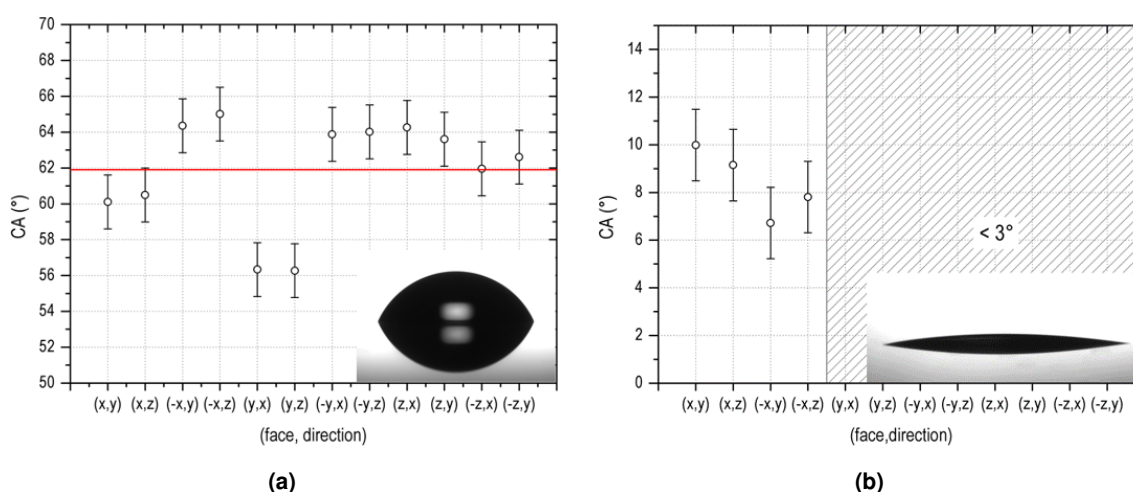 70
68
66
64
62
60
58
56
54
52
50
CA (°)
(x,y) (x,z) (-x,y) (-x,z) (y,x) (y,z) (-y,x) (-y,z) (z,x) (z,y) (-z,x) (-z,y)
(face, direction)
(a)
14
12
10
8
6
4
2
0
CA (°)
< 3°
(x,y) (x,z) (-x,y) (-x,z) (y,x) (y,z) (-y,x) (-y,z) (z,x) (z,y) (-z,x) (-z,y)
(face,direction)
(b)